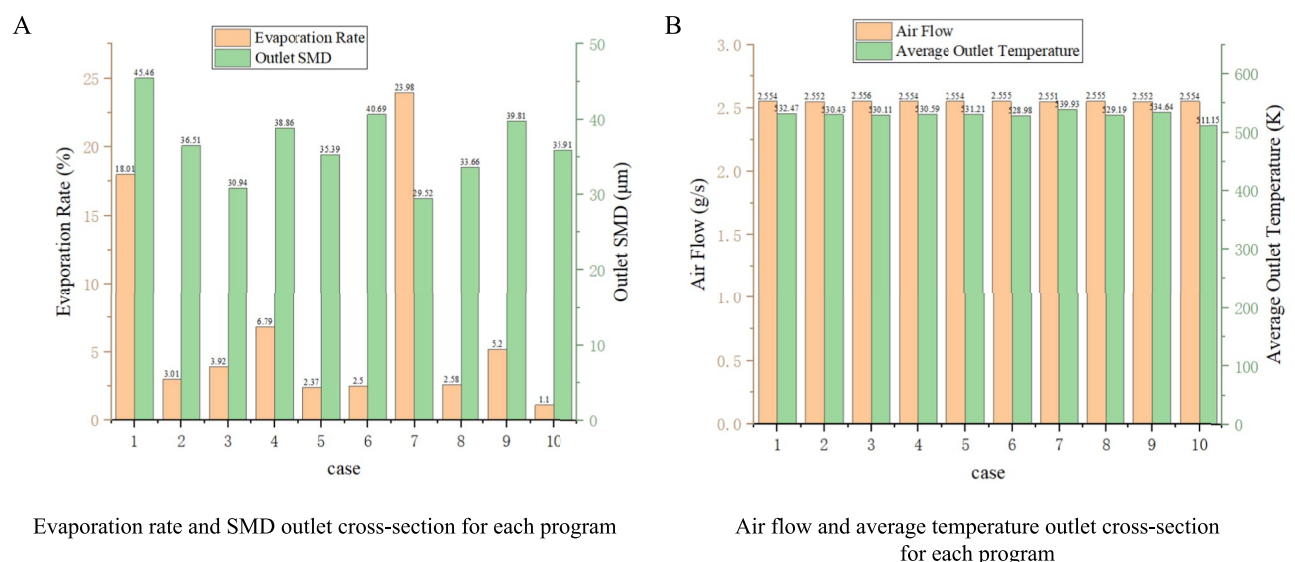 A
Evaporation Rate
Outlet SMD
Evaporation Rate (%)
25
20
15
10
5
0
50
40
30
20
10
0
Outlet SMD (μm)
45.46
18.01
36.51
3.01
30.94
3.92
38.86
6.79
35.39
2.37
40.69
2.5
23.98
29.52
33.66
2.58
39.81
5.2
35.91
1.1
1 2 3 4 5 6 7 8 9 10
case
Evaporation rate and SMD outlet cross-section for each program
B
Air Flow
Average Outlet Temperature
Air Flow (g/s)
3.0
2.5
2.0
1.5
1.0
0.5
0.0
600
500
400
300
200
100
0
Average Outlet Temperature (K)
2.554 2.552 2.556 2.554 2.554 2.555 2.551 2.555 2.552 2.554
532.47 530.43 530.11 530.59 531.21 528.98 539.93 529.19 534.64 511.15
1 2 3 4 5 6 7 8 9 10
case
Air flow and average temperature outlet cross-section
for each program